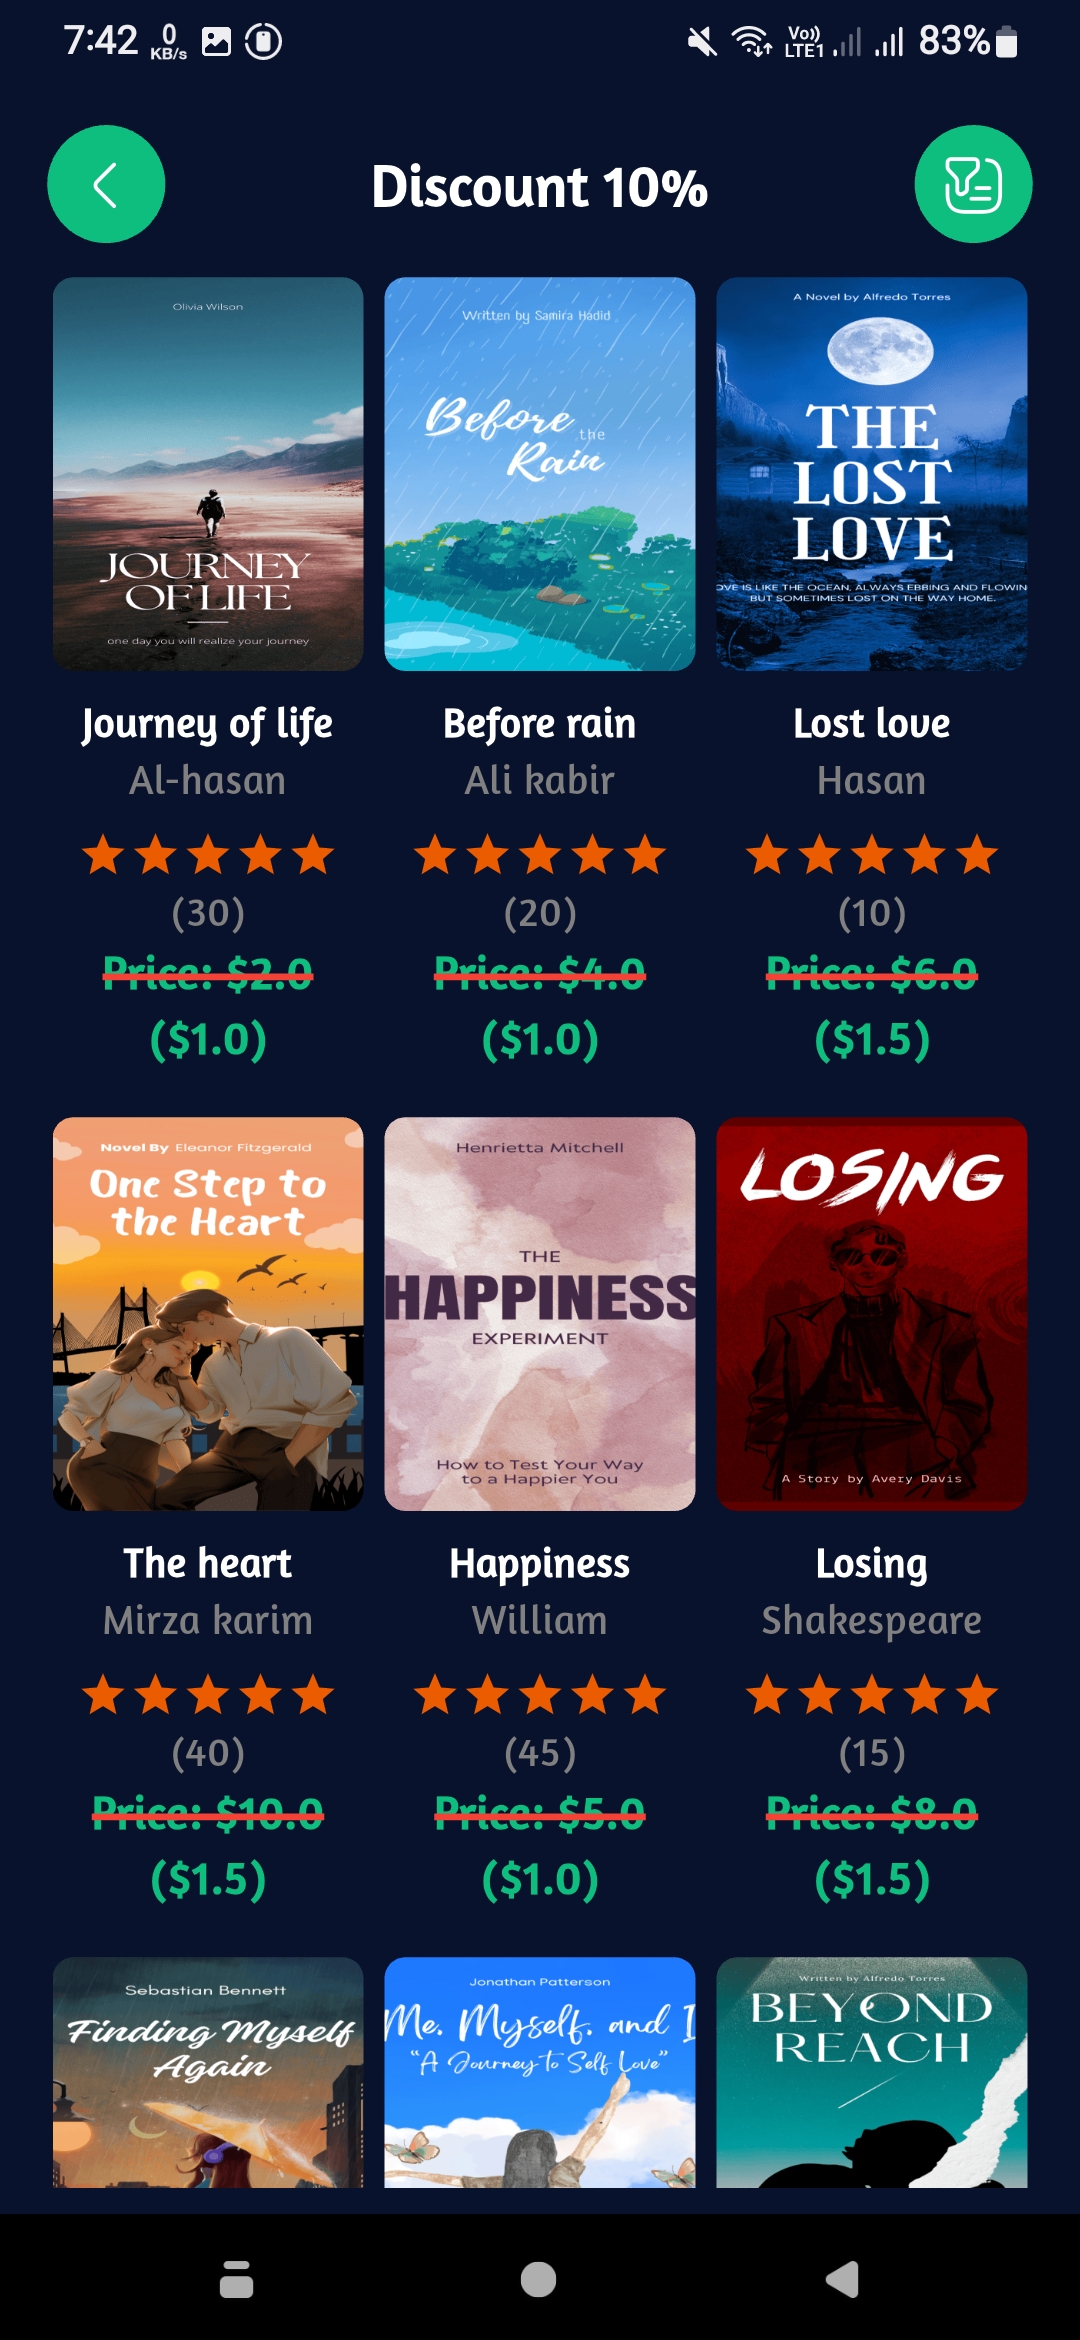 7:42 0 KB/s Vo)) LTE1 83%
Discount 10%
Olivia Wilson
JOURNEY
OF LIFE
one day you will realize your journey
Written by Samira Hadid
Before
the
Rain
A Novel by Alfredo Torres
THE
LOST
LOVE
OVE IS LIKE THE OCEAN, ALWAYS EBBING AND FLOWIN
BUT SOMETIMES LOST ON THE WAY HOME.
Journey of life
Al-hasan
(30)
Price: $2.0
($1.0)
Before rain
Ali kabir
(20)
Price: $4.0
($1.0)
Lost love
Hasan
(10)
Price: $6.0
($1.5)
Novel By Eleanor Fitzgerald
One Step to
the Heart
Henrietta Mitchell
THE
HAPPINESS
EXPERIMENT
How to Test Your Way
to a Happier You
LOSING
A Story by Avery Davis
The heart
Mirza karim
(40)
Price: $10.0
($1.5)
Happiness
William
(45)
Price: $5.0
($1.0)
Losing
Shakespeare
(15)
Price: $8.0
($1.5)
Sebastian Bennett
Finding Myself
Again
Jonathan Patterson
Me. Myself. and I
"A Journey to Self Love"
Written by Alfredo Torres
BEYOND
REACH